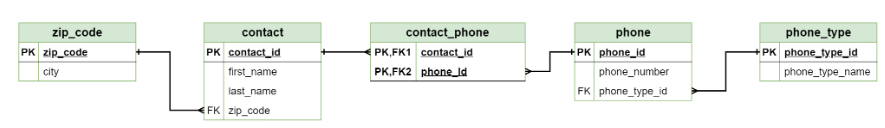 zip_code
PK zip_code
city
contact
PK contact_id
first_name
last_name
FK zip_code
contact_phone
PK,FK1 contact_id
PK,FK2 phone_Id
phone
PK phone_id
phone_number
FK phone_type_id
phone_type
PK phone_type_id
phone_type_name